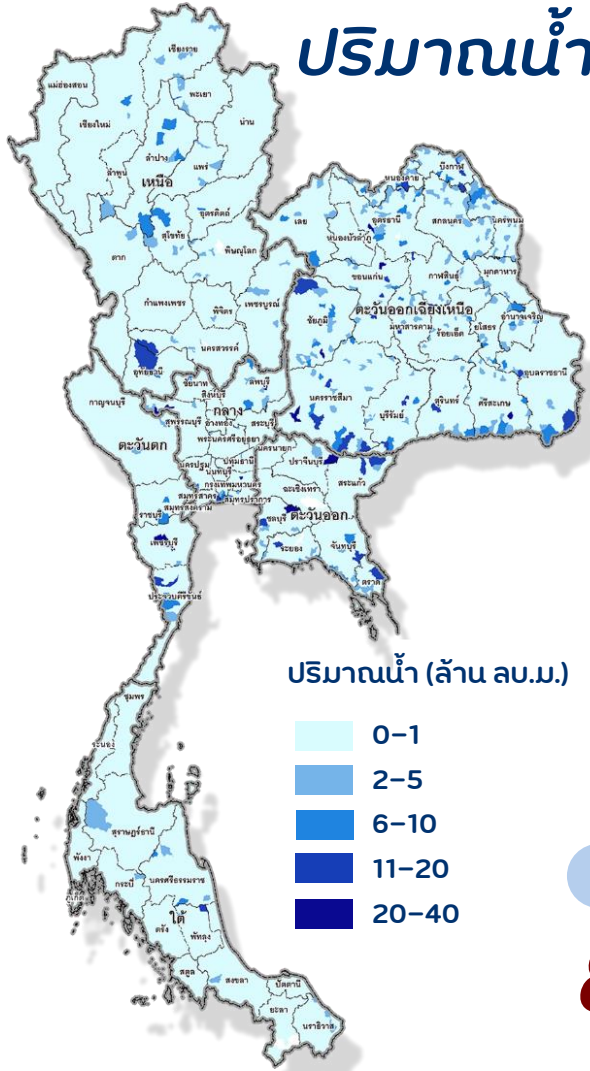 ปริมาณน้ำ
เชียงราย
แม่ฮ่องสอน
พะเยา
เชียงใหม่
น่าน
ลำปาง
แพร่
ลำพูน
เหนือ
อุตรดิตถ์
สุโขทัย
ตาก
พิษณุโลก
กำแพงเพชร
พิจิตร
เพชรบูรณ์
นครสวรรค์
อุทัยธานี
บึงกาฬ
หนองคาย
เลย
อุดรธานี
สกลนคร
นครพนม
หนองบัวลำภู
ขอนแก่น
กาฬสินธุ์
มุกดาหาร
ตะวันออกเฉียงเหนือ
ชัยภูมิ
มหาสารคาม
ร้อยเอ็ด
ยโสธร
อำนาจเจริญ
อุบลราชธานี
นครราชสีมา
บุรีรัมย์
สุรินทร์
ศรีสะเกษ
ชัยนาท
ลพบุรี
สิงห์บุรี
กาญจนบุรี
กลาง
สุพรรณบุรี
อ่างทอง
สระบุรี
พระนครศรีอยุธยา
ตะวันตก
นครนายก
ปราจีนบุรี
นครปฐม
ปทุมธานี
นนทบุรี
สระแก้ว
กรุงเทพมหานคร
ฉะเชิงเทรา
สมุทรสาคร
สมุทรปราการ
ราชบุรี
สมุทรสงคราม
ชลบุรี
ตะวันออก
เพชรบุรี
ระยอง
จันทบุรี
ตราด
ประจวบคีรีขันธ์
ชุมพร
ระนอง
สุราษฎร์ธานี
พังงา
กระบี่
นครศรีธรรมราช
ภูเก็ต
ใต้
ตรัง
พัทลุง
สตูล
สงขลา
ปัตตานี
ยะลา
นราธิวาส
ปริมาณน้ำ (ล้าน ลบ.ม.)
0–1
2–5
6–10
11–20
20–40